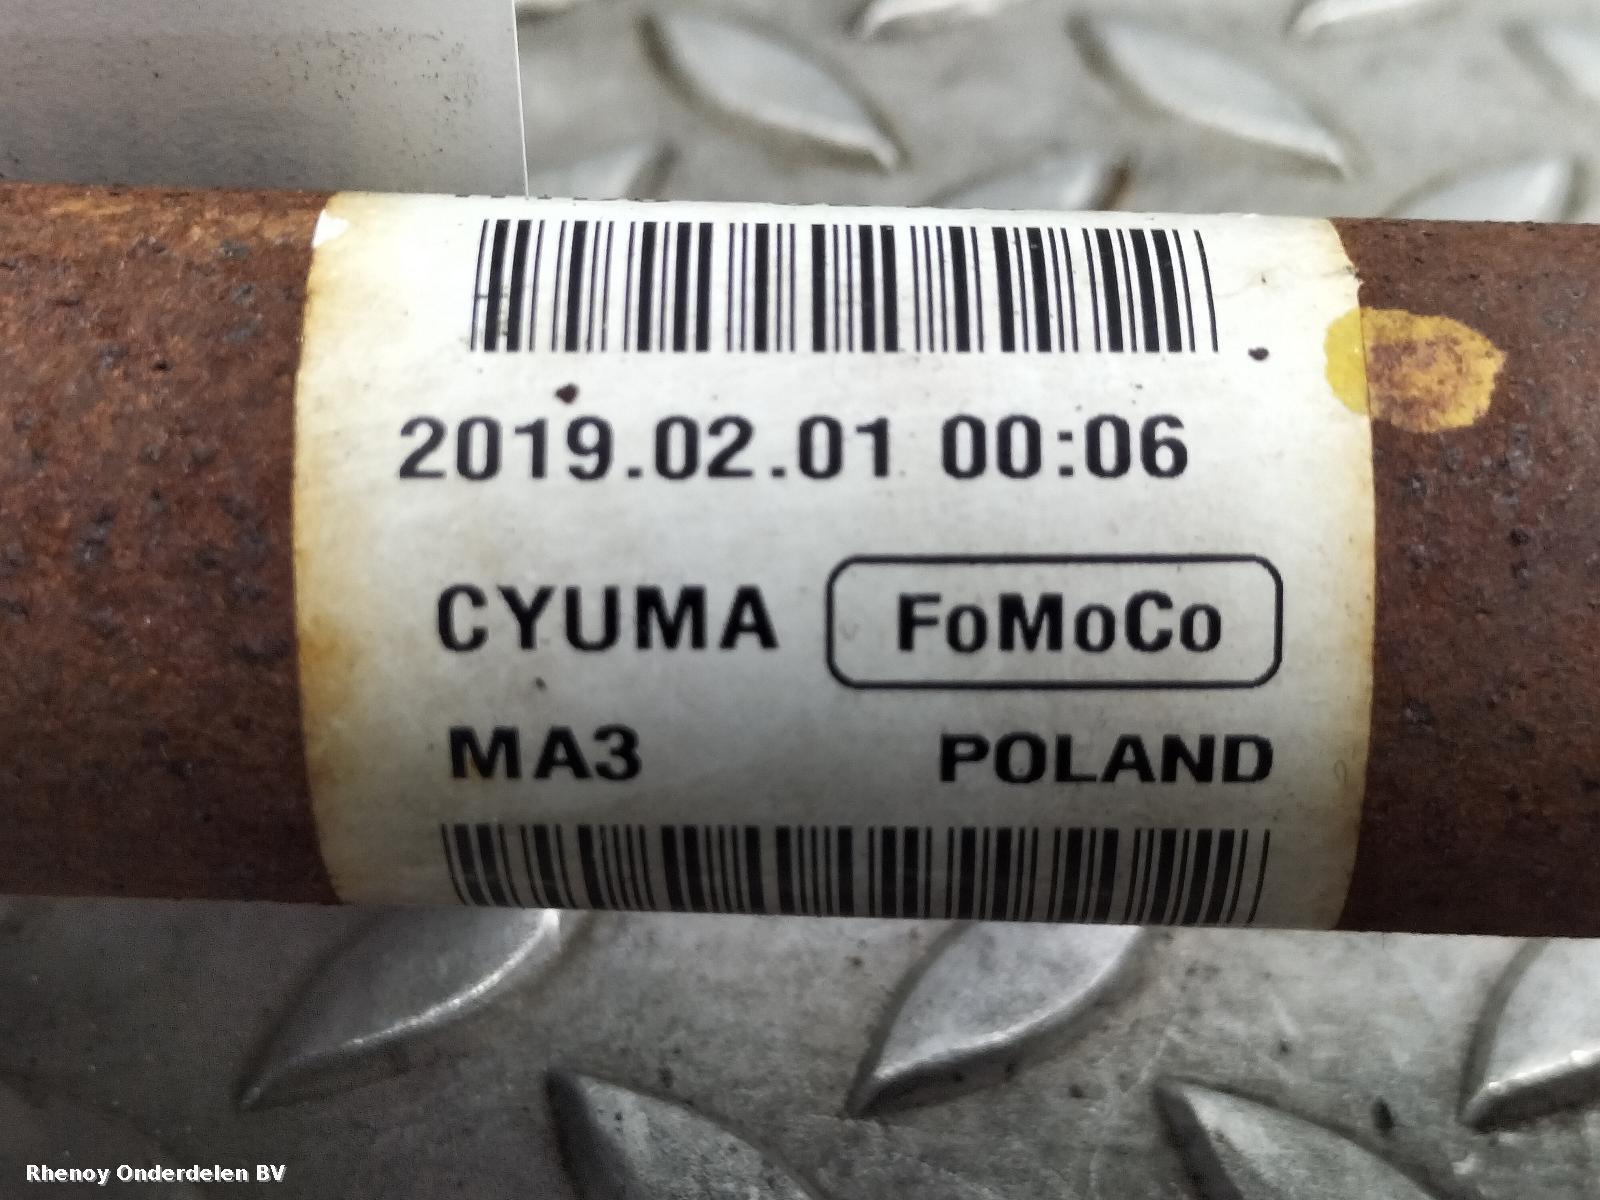 2019.02.01 00:06
CYUMA FoMoCo
MA3 POLAND
Rhenoy Onderdelen BV